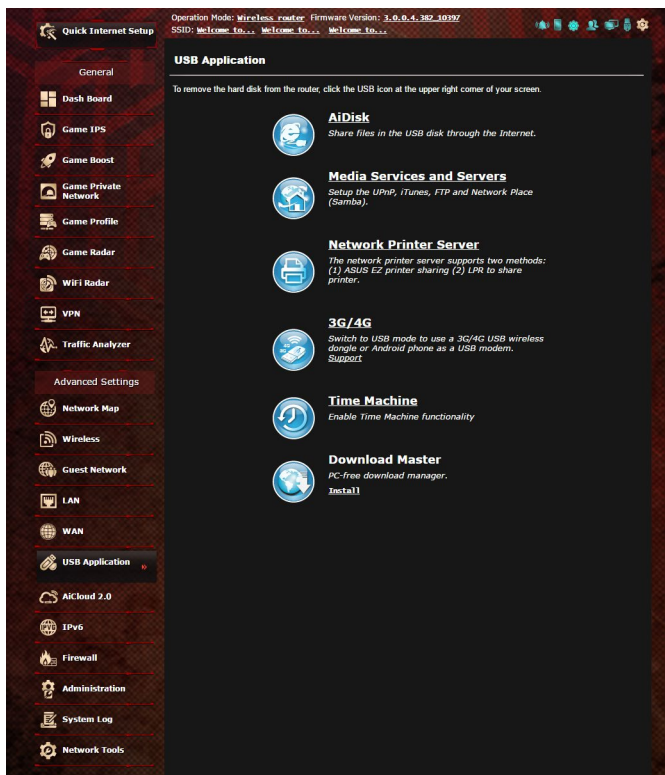 Quick Internet Setup
Operation Mode: Wireless router Firmware Version: 3.0.0.4.382_10397
SSID: Welcome to... Welcome to... Welcome to...
General
Dash Board
Game IPS
Game Boost
Game Private
Network
Game Profile
Game Radar
WiFi Radar
VPN
Traffic Analyzer
Advanced Settings
Network Map
Wireless
Guest Network
LAN
WAN
USB Application
AiCloud 2.0
IPv6
Firewall
Administration
System Log
Network Tools
USB Application
To remove the hard disk from the router, click the USB icon at the upper right corner of your screen.
AiDisk
Share files in the USB disk through the Internet.
Media Services and Servers
Setup the UPnP, iTunes, FTP and Network Place
(Samba).
Network Printer Server
The network printer server supports two methods:
(1) ASUS EZ printer sharing (2) LPR to share
printer.
3G/4G
Switch to USB mode to use a 3G/4G USB wireless
dongle or Android phone as a USB modem.
Support
Time Machine
Enable Time Machine functionality
Download Master
PC-free download manager.
Install